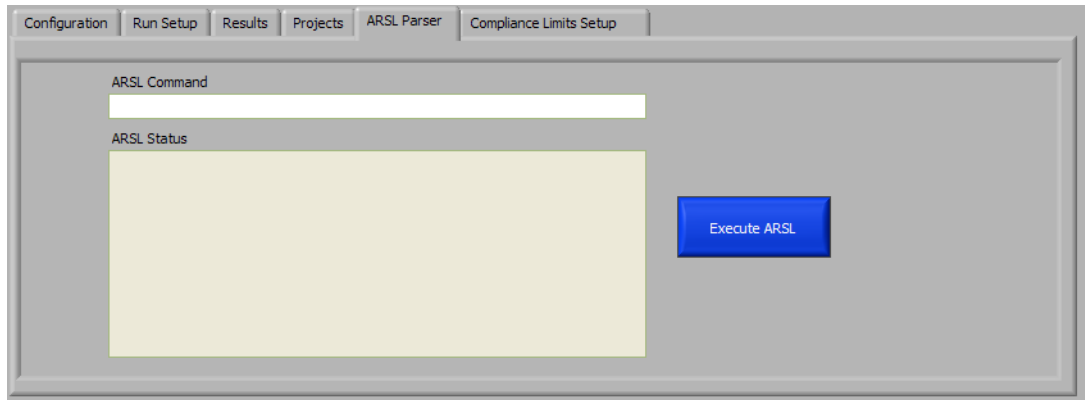 Configuration Run Setup Results Projects ARSL Parser Compliance Limits Setup
ARSL Command
ARSL Status
Execute ARSL